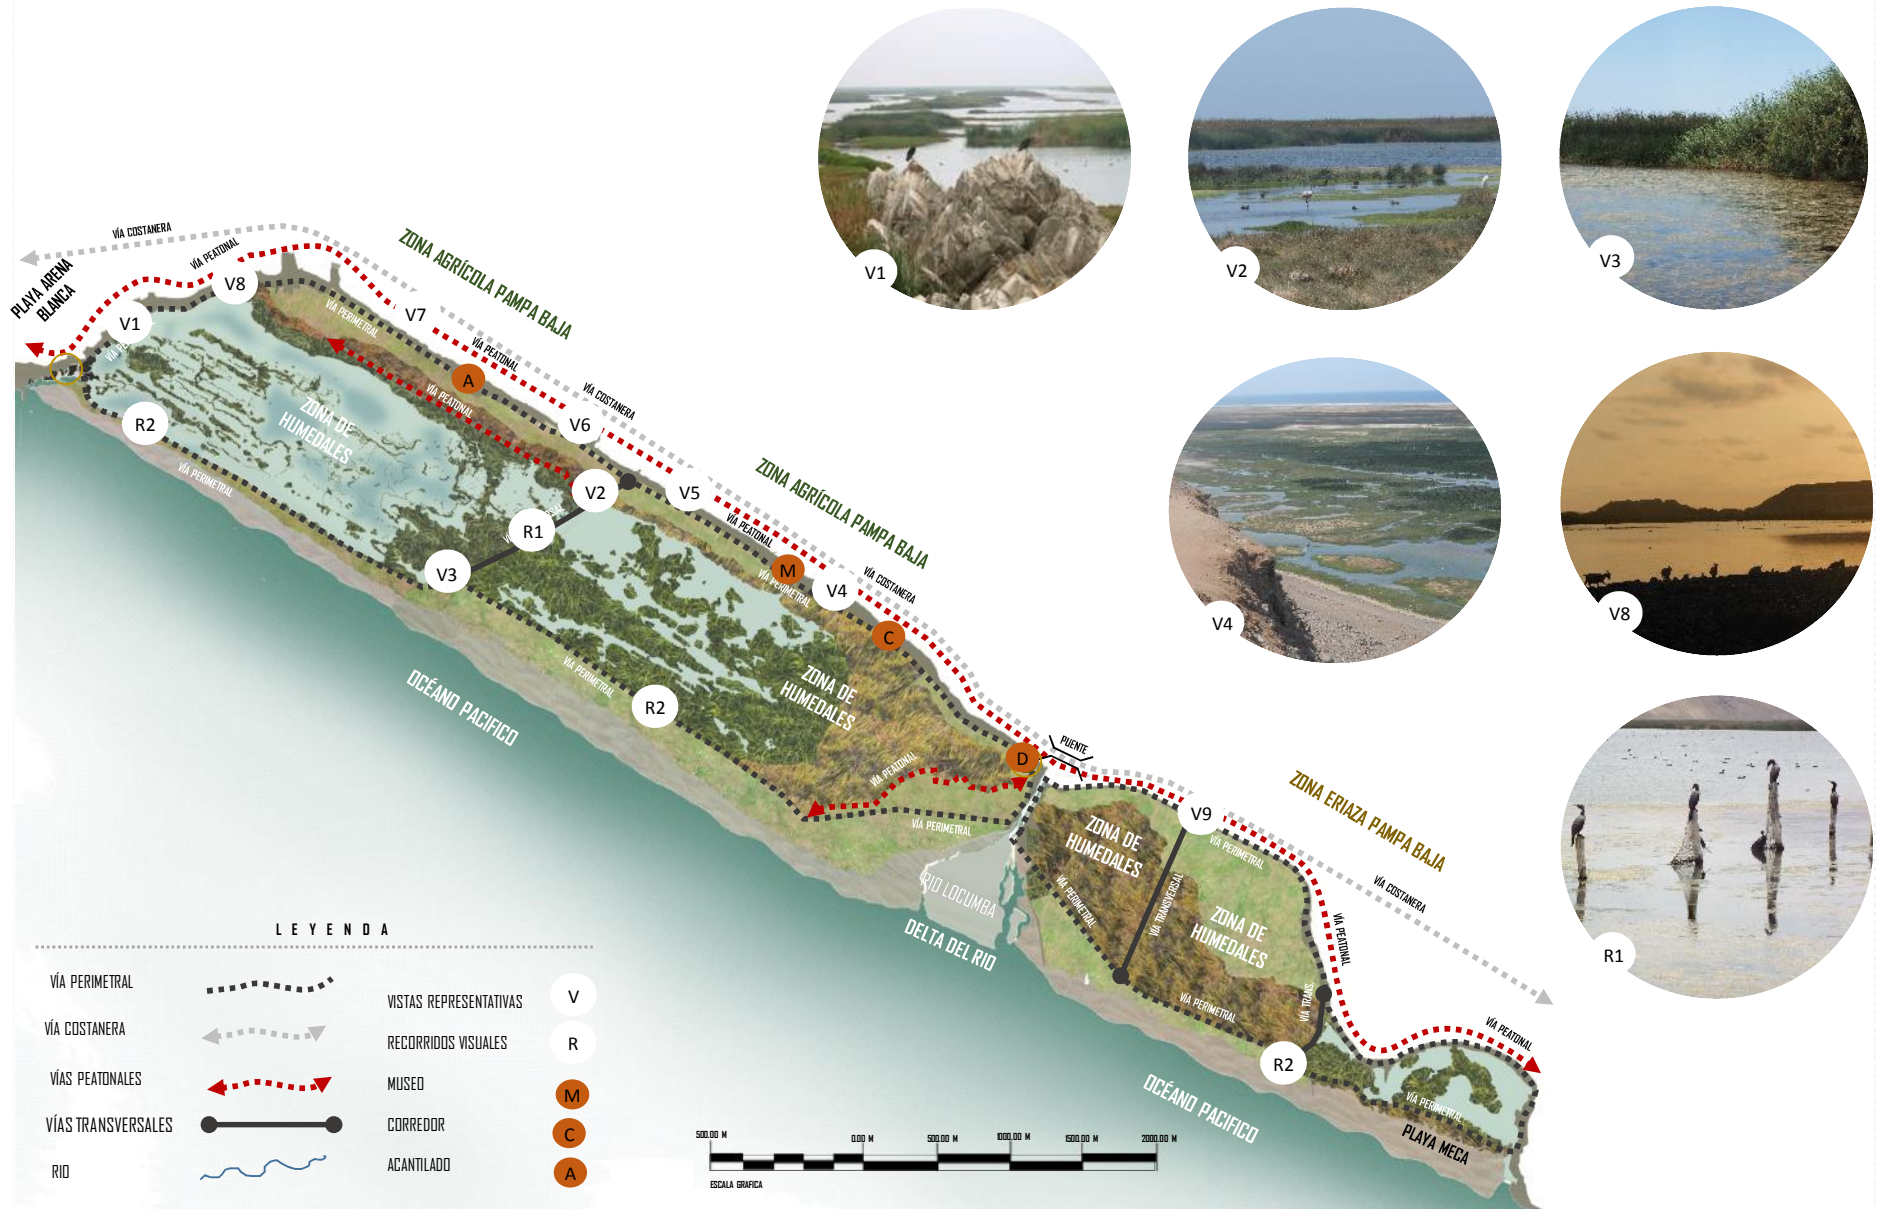 VÍA COSTANERA
VÍA PEATONAL
PLAYA ARENA
BLANCA
V8
V1
ZONA AGRÍCOLA PAMPA BAJA
VÍA PERIMETRAL
V7
VÍA PEATONAL
A
VÍA PEATONAL
VÍA COSTANERA
R2
ZONA DE
HUMEDALES
V6
VÍA PERIMETRAL
V2
V5
ZONA AGRÍCOLA PAMPA BAJA
R1
VÍA PEATONAL
V3
M
VÍA PERIMETRAL
V4
VÍA COSTANERA
C
VÍA PERIMETRAL
OCÉANO PACIFICO
R2
ZONA DE
HUMEDALES
VÍA PEATONAL
D
PUENTE
VÍA PERIMETRAL
V9
ZONA ERIAZA PAMPA BAJA
ZONA DE
HUMEDALES
VÍA PERIMETRAL
VÍA PERIMETRAL
VÍA TRANSVERSAL
RIO LOCUMBA
DELTA DEL RIO
ZONA DE
HUMEDALES
VÍA COSTANERA
VÍA PEATONAL
VÍA PERIMETRAL
VÍA TRANS.
R2
VÍA PEATONAL
VÍA PERIMETRAL
PLAYA MECA
OCÉANO PACIFICO
V1
V2
V3
V4
V8
R1
LEYENDA
VÍA PERIMETRAL
VÍA COSTANERA
VÍAS PEATONALES
VÍAS TRANSVERSALES
RIO
VISTAS REPRESENTATIVAS
V
RECORRIDOS VISUALES
R
MUSEO
M
CORREDOR
C
ACANTILADO
A
500.00 M
0.00 M
500.00 M
1000.00 M
1500.00 M
2000.00 M
ESCALA GRAFICA